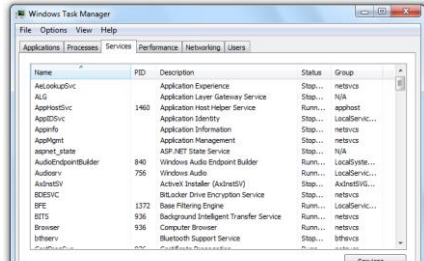 Windows Task Manager
File Options View Help
Applications Processes Services Performance Networking Users
Name PID Description Status Group
AeLookupSvc Application Experience Stop... netsvcs
ALG Application Layer Gateway Service Stop... N/A
AppHostSvc 1460 Application Host Helper Service Runn... apphost
AppIDSvc Application Identity Stop... LocalServic...
Appinfo Application Information Stop... netsvcs
AppMgmt Application Management Stop... netsvcs
aspnet_state ASP.NET State Service Stop... N/A
AudioEndpointBuilder 840 Windows Audio Endpoint Builder Runn... LocalSyste...
Audiosrv 756 Windows Audio Runn... LocalServic...
AxInstSV ActiveX Installer (AxInstSV) Stop... AxInstSVG...
BDESVC BitLocker Drive Encryption Service Stop... netsvcs
BFE 1372 Base Filtering Engine Runn... LocalServic...
BITS 936 Background Intelligent Transfer Service Runn... netsvcs
Browser 936 Computer Browser Runn... netsvcs
bthserv Bluetooth Support Service Stop... bthsvcs